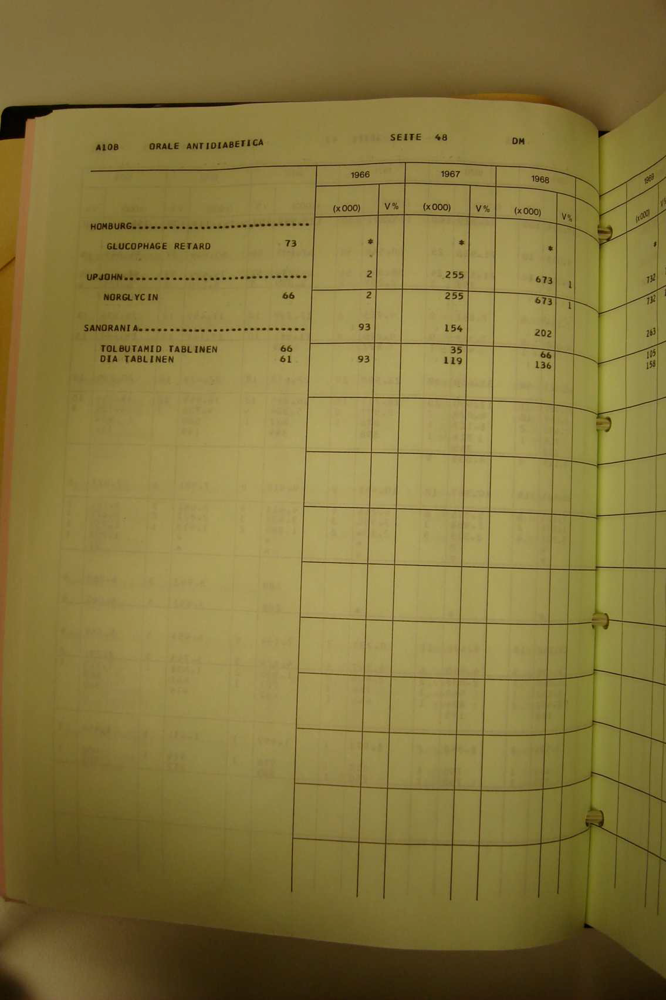 A10B ORALE ANTIDIABETICA SEITE 48 DM
1966 1967 1968 1969
(x000) V% (x000) V% (x000) V% (x000)
HOMBURG..............................
GLUCOPHAGE RETARD 73 * * * *
UPJOHN.............................. 2 255 673 1 732
NORGLYCIN 66 2 255 673 1 732
SANORANIA............................ 93 154 202 263
TOLBUTAMID TABLINEN 66 35 66 105
DIA TABLINEN 61 93 119 136 158